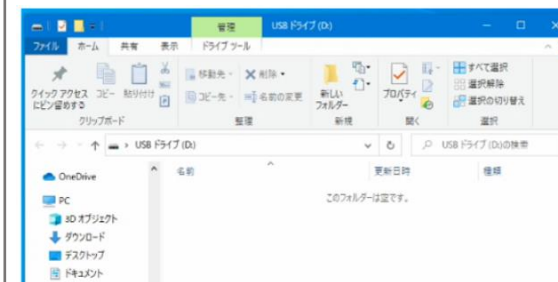 管理 USB ドライブ (D:)
ファイル ホーム 共有 表示 ドライブ ツール
クイック アクセス
にピン留めする
コピー 貼り付け
クリップボード
移動先 削除
コピー先 名前の変更
整理
新しい
フォルダー
新規
プロパティ
開く
すべて選択
選択解除
選択の切り替え
選択
USB ドライブ (D:)
USB ドライブ (D:)の検索
名前 更新日時 種類
このフォルダーは空です。
OneDrive
PC
3D オブジェクト
ダウンロード
デスクトップ
ドキュメント